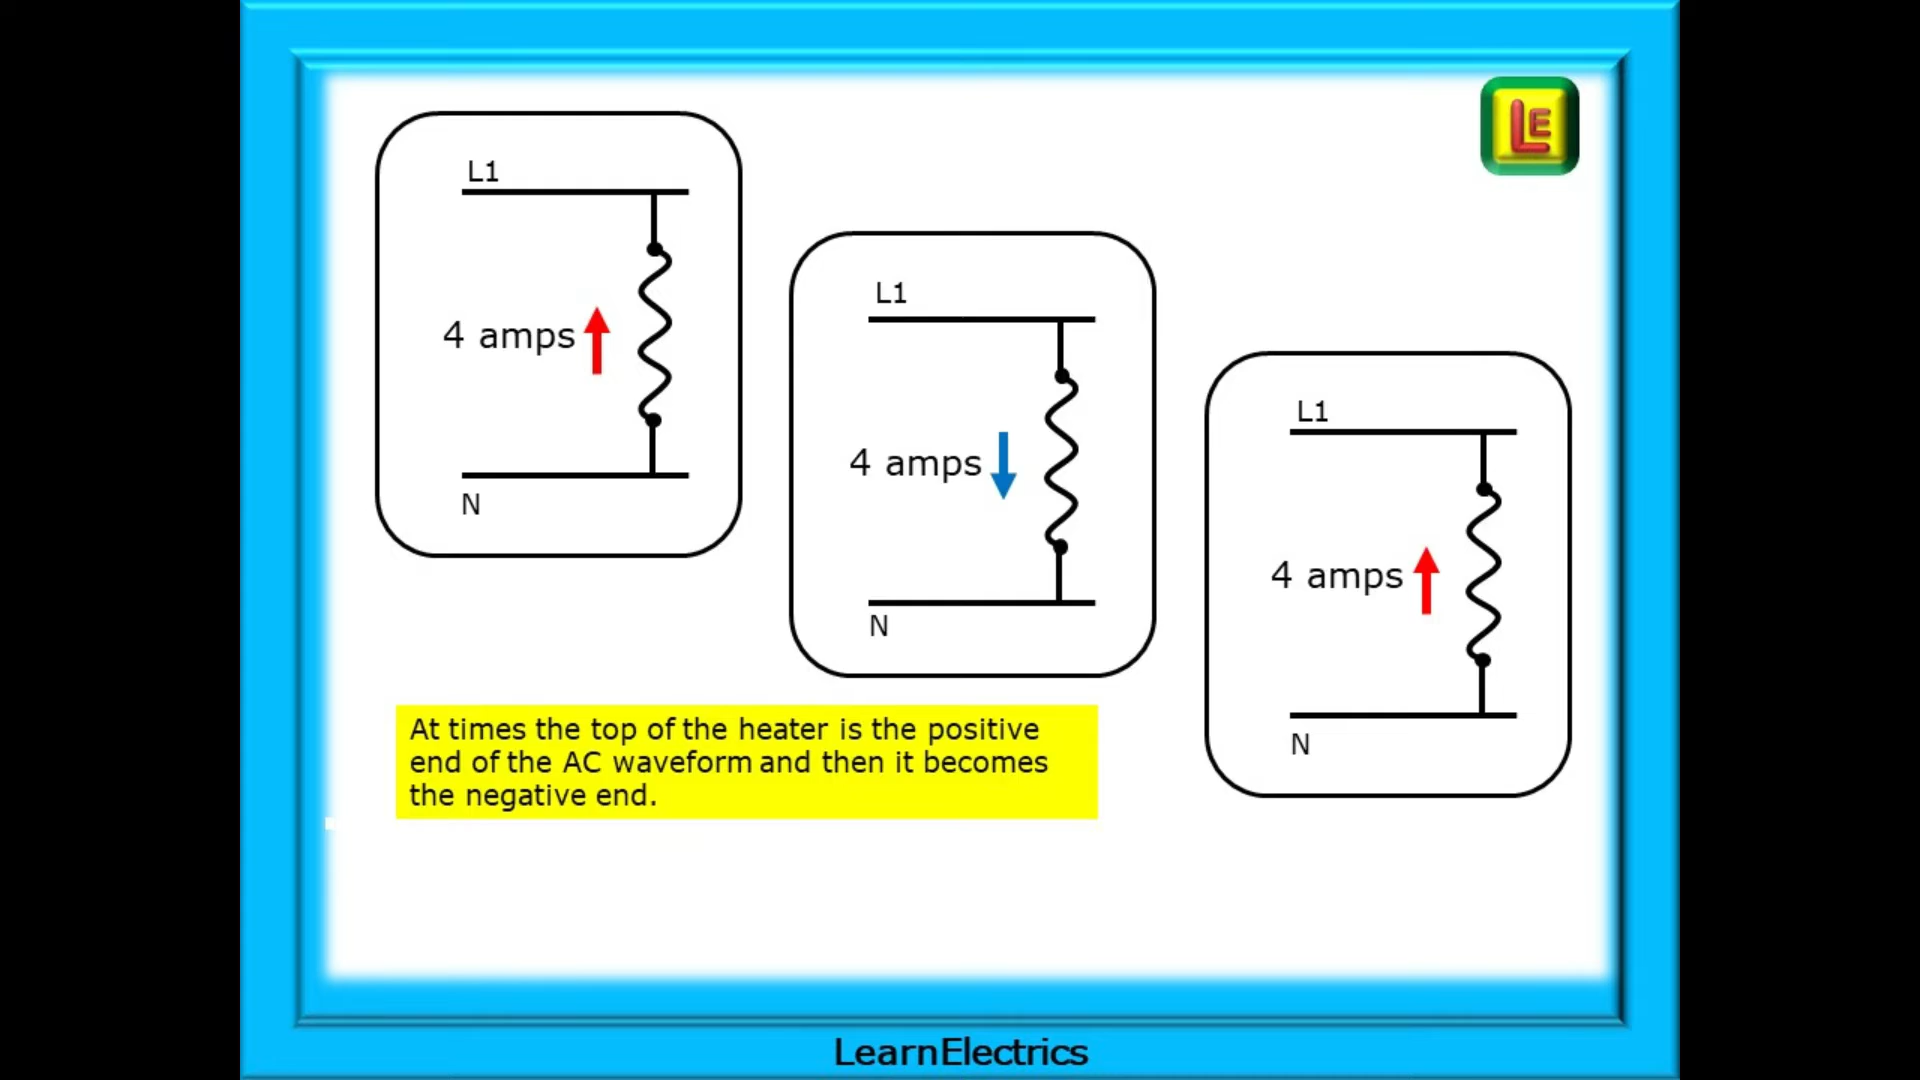 L1
4 amps
N
L1
4 amps
N
L1
4 amps
N
At times the top of the heater is the positive
end of the AC waveform and then it becomes
the negative end.
LE
LearnElectrics